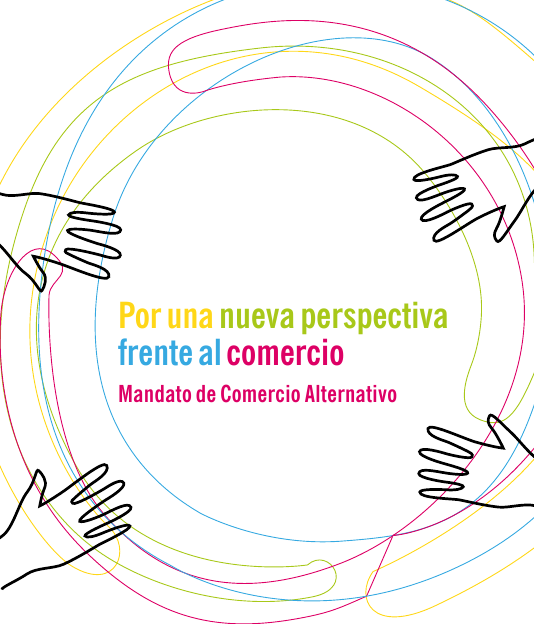 Por una nueva perspectiva
frente al comercio
Mandato de Comercio Alternativo